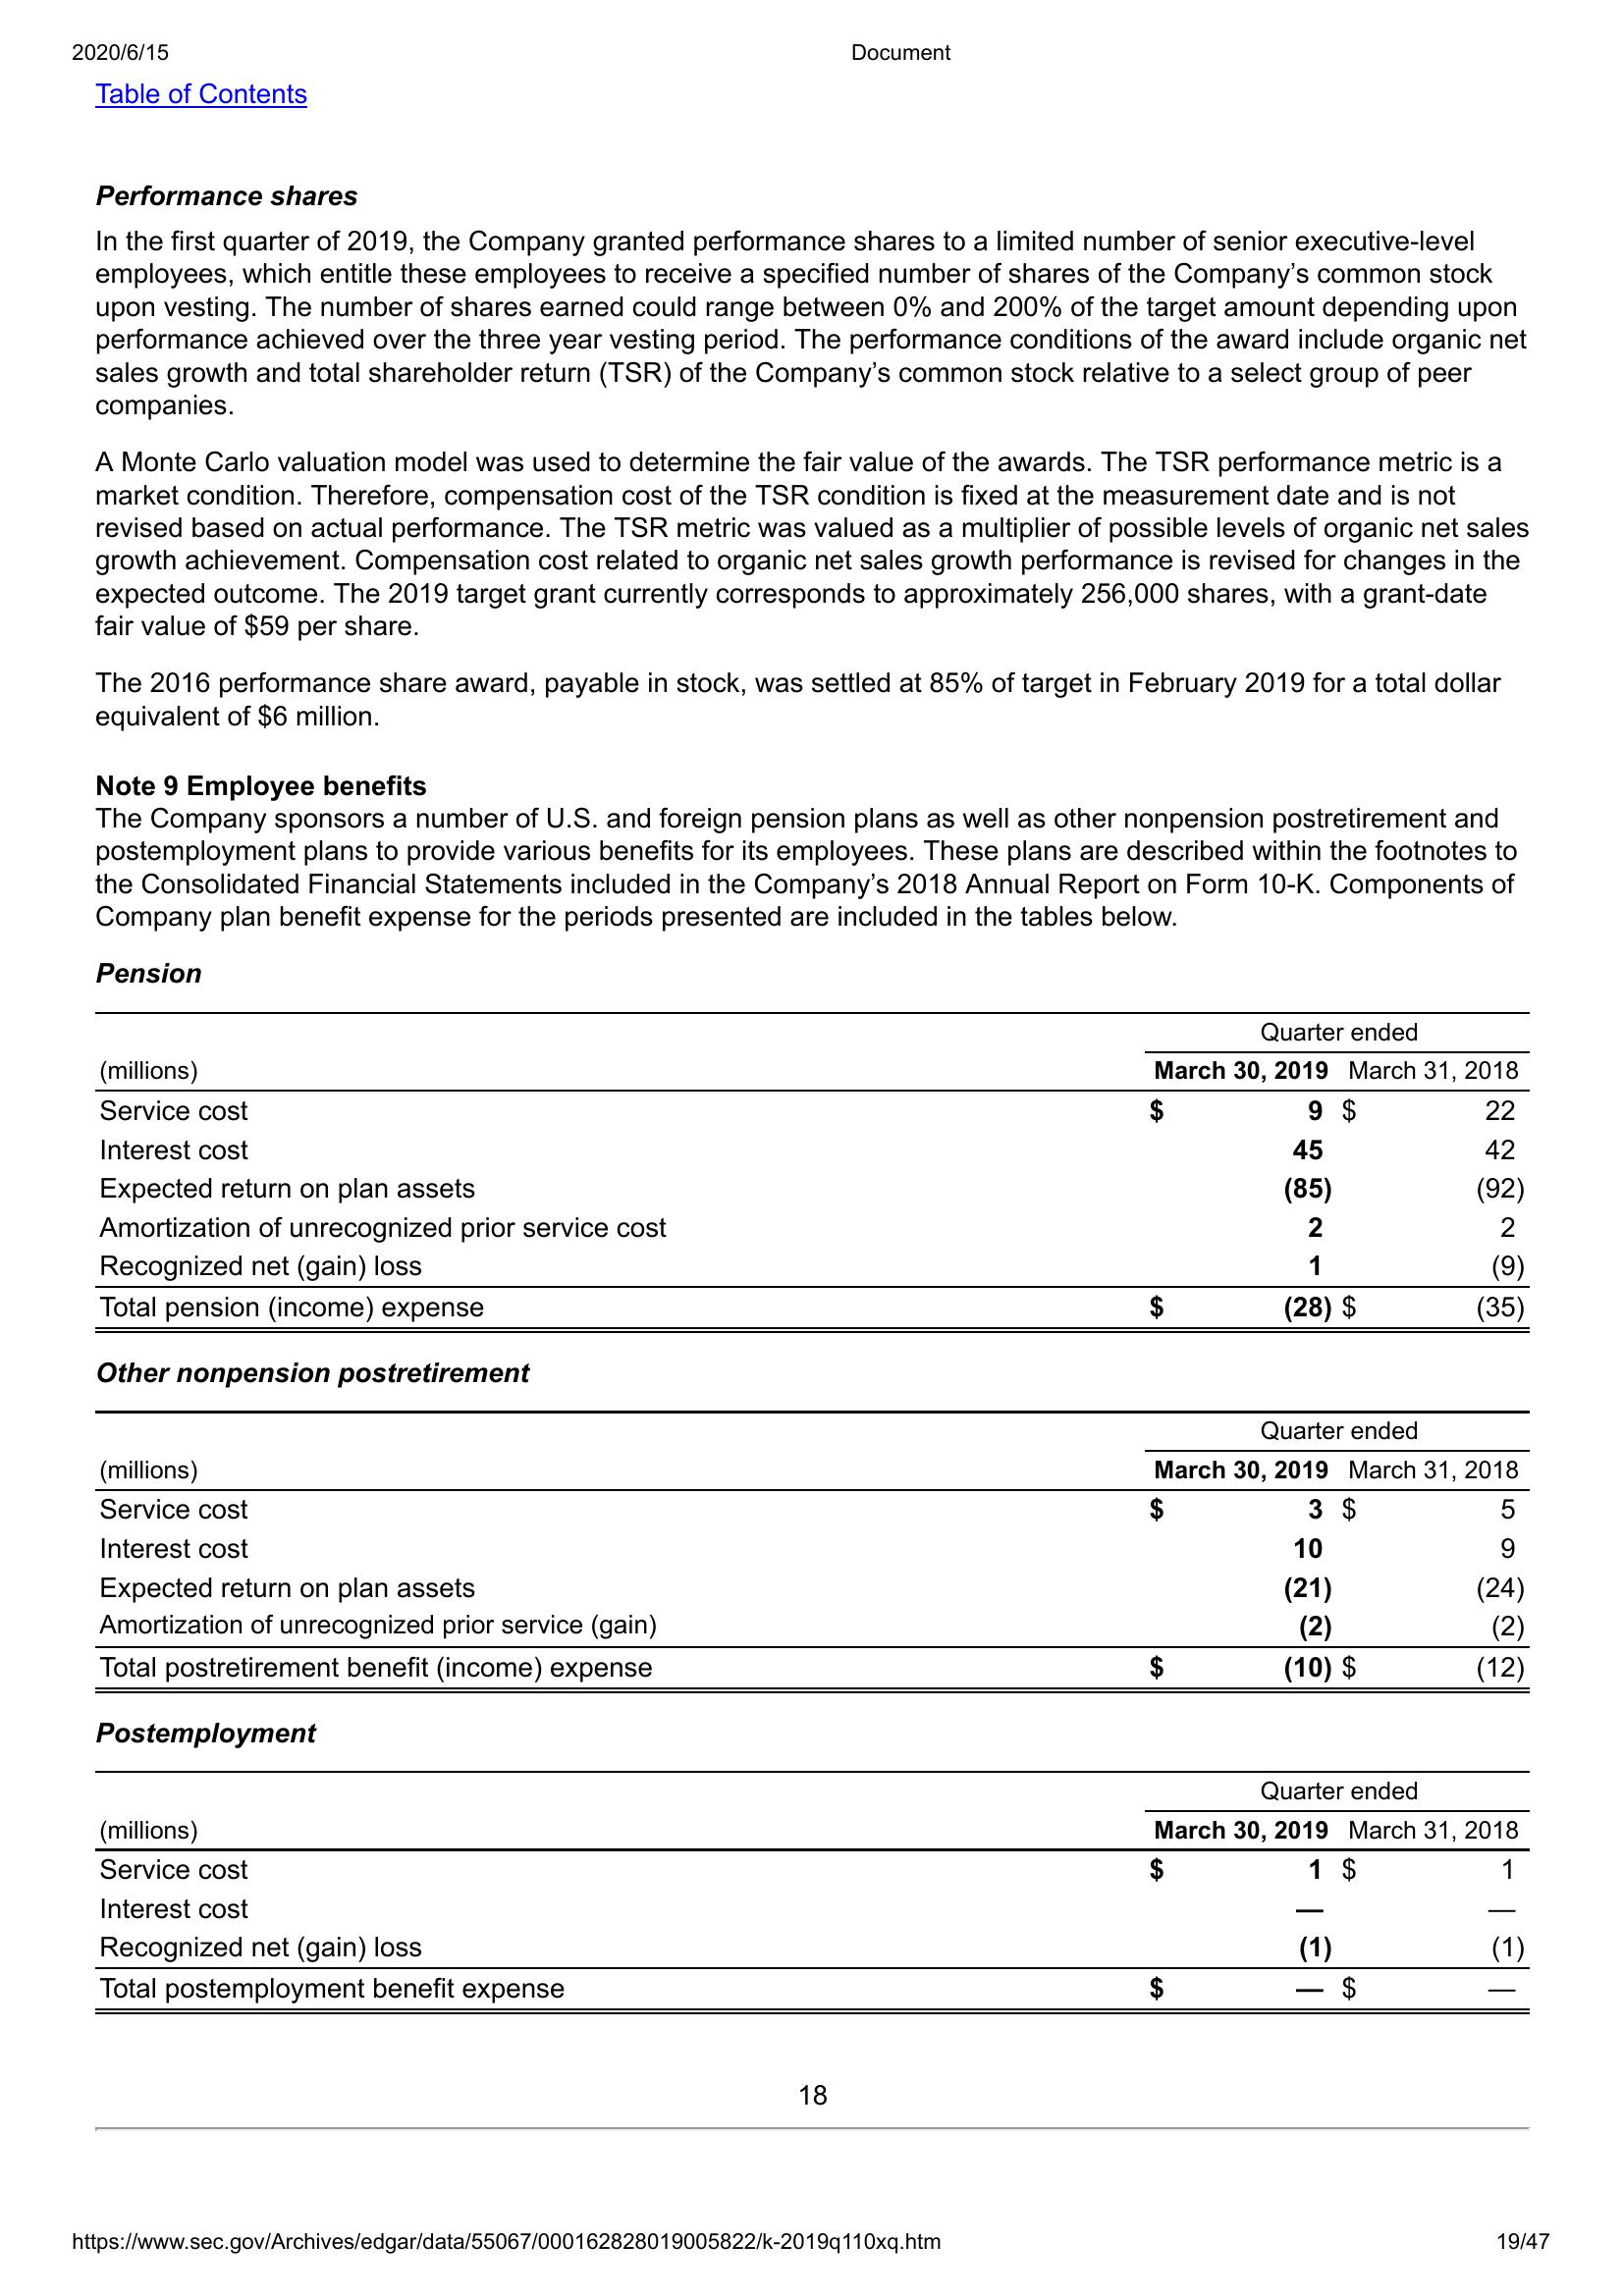 2020/6/15 Document
Table of Contents
Performance shares
In the first quarter of 2019, the Company granted performance shares to a limited number of senior executive-level
employees, which entitle these employees to receive a specified number of shares of the Company’s common stock
upon vesting. The number of shares earned could range between 0% and 200% of the target amount depending upon
performance achieved over the three year vesting period. The performance conditions of the award include organic net
sales growth and total shareholder return (TSR) of the Company’s common stock relative to a select group of peer
companies.
A Monte Carlo valuation model was used to determine the fair value of the awards. The TSR performance metric is a
market condition. Therefore, compensation cost of the TSR condition is fixed at the measurement date and is not
revised based on actual performance. The TSR metric was valued as a multiplier of possible levels of organic net sales
growth achievement. Compensation cost related to organic net sales growth performance is revised for changes in the
expected outcome. The 2019 target grant currently corresponds to approximately 256,000 shares, with a grant-date
fair value of $59 per share.
The 2016 performance share award, payable in stock, was settled at 85% of target in February 2019 for a total dollar
equivalent of $6 million.
Note 9 Employee benefits
The Company sponsors a number of U.S. and foreign pension plans as well as other nonpension postretirement and
postemployment plans to provide various benefits for its employees. These plans are described within the footnotes to
the Consolidated Financial Statements included in the Company’s 2018 Annual Report on Form 10-K. Components of
Company plan benefit expense for the periods presented are included in the tables below.
Pension
Quarter ended
(millions) March 30, 2019 March 31, 2018
Service cost $ 9 $ 22
Interest cost 45 42
Expected return on plan assets (85) (92)
Amortization of unrecognized prior service cost 2 2
Recognized net (gain) loss 1 (9)
Total pension (income) expense $ (28) $ (35)
Other nonpension postretirement
Quarter ended
(millions) March 30, 2019 March 31, 2018
Service cost $ 3 $ 5
Interest cost 10 9
Expected return on plan assets (21) (24)
Amortization of unrecognized prior service (gain) (2) (2)
Total postretirement benefit (income) expense $ (10) $ (12)
Postemployment
Quarter ended
(millions) March 30, 2019 March 31, 2018
Service cost $ 1 $ 1
Interest cost — —
Recognized net (gain) loss (1) (1)
Total postemployment benefit expense $ — $ —
18
https://www.sec.gov/Archives/edgar/data/55067/000162828019005822/k-2019q110xq.htm 19/47